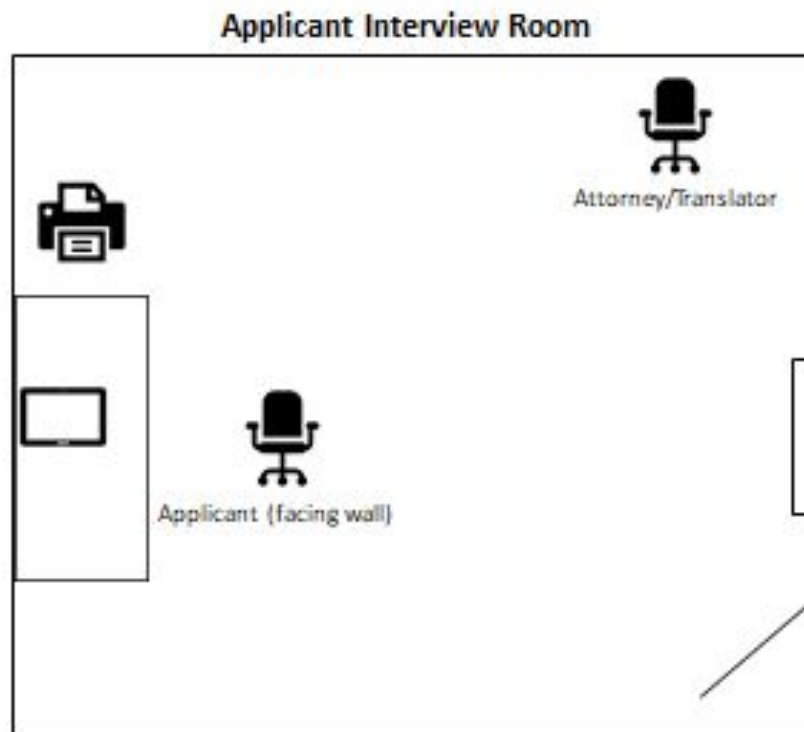 Applicant Interview Room
Attorney/Translator
Applicant (facing wall)